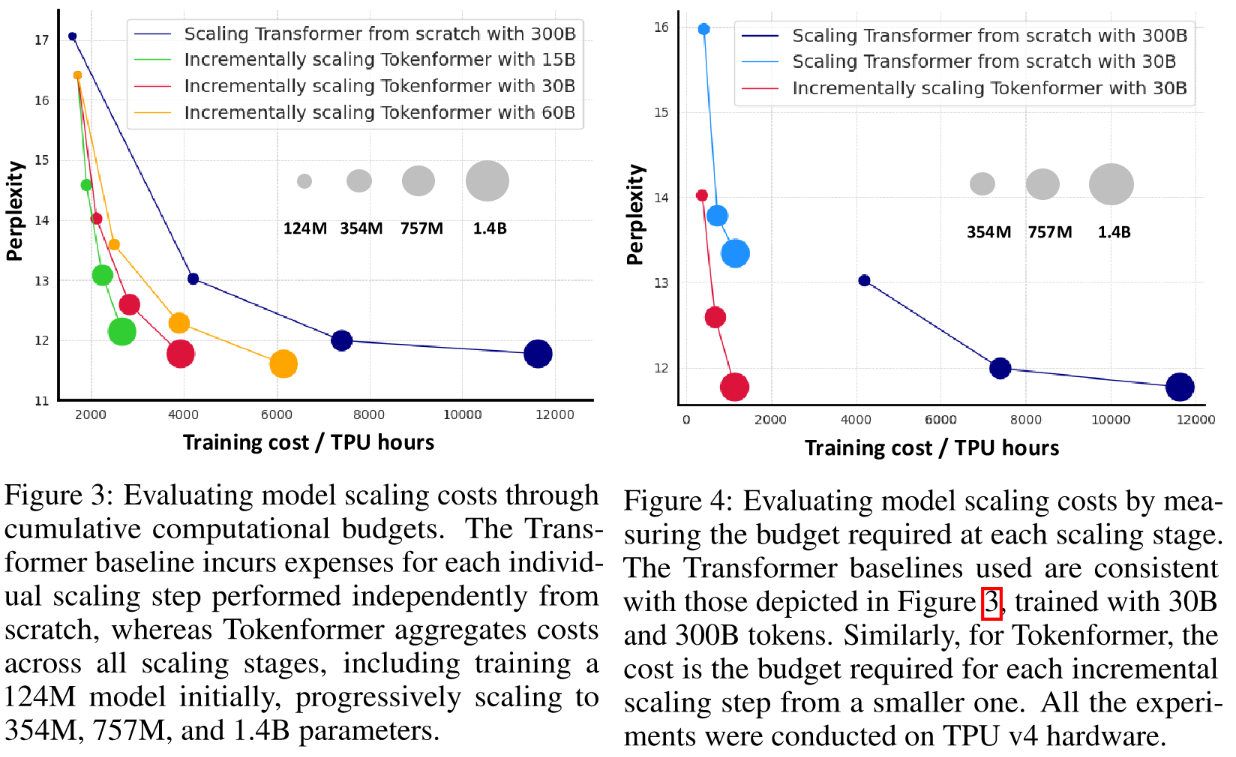 17
16
15
14
13
12
11
Perplexity
Scaling Transformer from scratch with 300B
Incrementally scaling Tokenformer with 15B
Incrementally scaling Tokenformer with 30B
Incrementally scaling Tokenformer with 60B
124M 354M 757M 1.4B
2000 4000 6000 8000 10000 12000
Training cost / TPU hours
Figure 3: Evaluating model scaling costs through
cumulative computational budgets. The Trans-
former baseline incurs expenses for each individ-
ual scaling step performed independently from
scratch, whereas Tokenformer aggregates costs
across all scaling stages, including training a
124M model initially, progressively scaling to
354M, 757M, and 1.4B parameters.
16
15
14
13
12
Perplexity
Scaling Transformer from scratch with 300B
Scaling Transformer from scratch with 30B
Incrementally scaling Tokenformer with 30B
354M 757M 1.4B
0 2000 4000 6000 8000 10000 12000
Training cost / TPU hours
Figure 4: Evaluating model scaling costs by mea-
suring the budget required at each scaling stage.
The Transformer baselines used are consistent
with those depicted in Figure 3, trained with 30B
and 300B tokens. Similarly, for Tokenformer, the
cost is the budget required for each incremental
scaling step from a smaller one. All the experi-
ments were conducted on TPU v4 hardware.